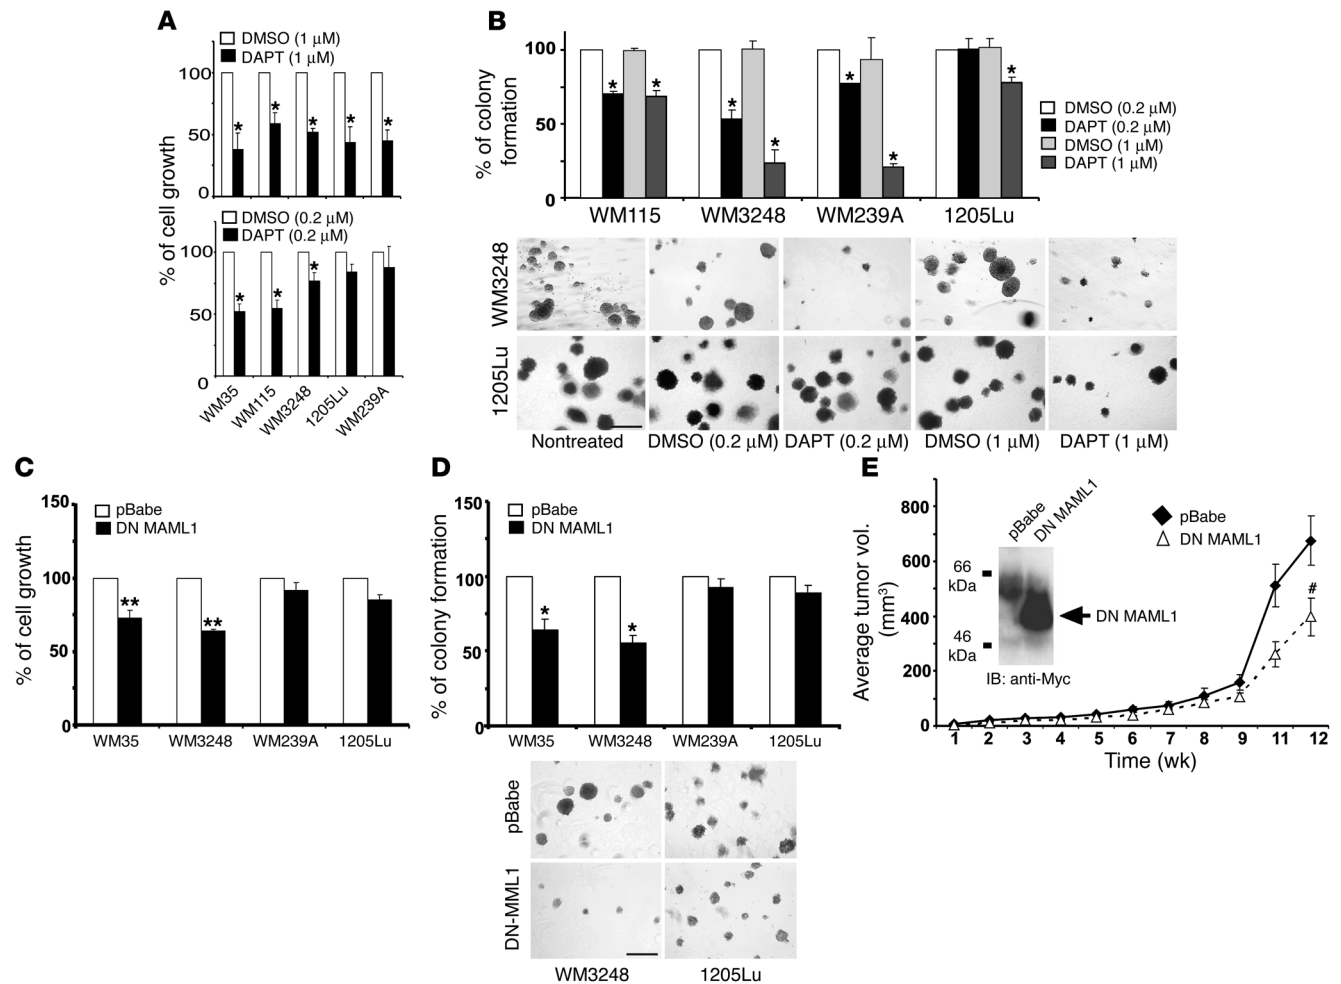 A
DMSO (1 µM)
DAPT (1 µM)
100
50
0
% of cell growth
DMSO (0.2 µM)
DAPT (0.2 µM)
100
50
0
* * * * *
* * *
WM35 WM115 WM3248 1205Lu WM239A
B
% of colony
formation
100
50
0
* * * * * * *
DMSO (0.2 µM)
DAPT (0.2 µM)
DMSO (1 µM)
DAPT (1 µM)
WM115 WM3248 WM239A 1205Lu
WM3248
1205Lu
Nontreated DMSO (0.2 µM) DAPT (0.2 µM) DMSO (1 µM) DAPT (1 µM)
C
% of cell growth
150
100
50
0
pBabe
DN MAML1
** **
WM35 WM3248 WM239A 1205Lu
D
% of colony formation
150
100
50
0
pBabe
DN MAML1
* *
WM35 WM3248 WM239A 1205Lu
pBabe
DN-MML1
WM3248 1205Lu
E
Average tumor vol.
(mm³)
800
600
400
200
0
pBabe
DN MAML1
66
kDa
46
kDa
DN MAML1
IB: anti-Myc
pBabe
DN MAML1
#
1 2 3 4 5 6 7 8 9 11 12
Time (wk)